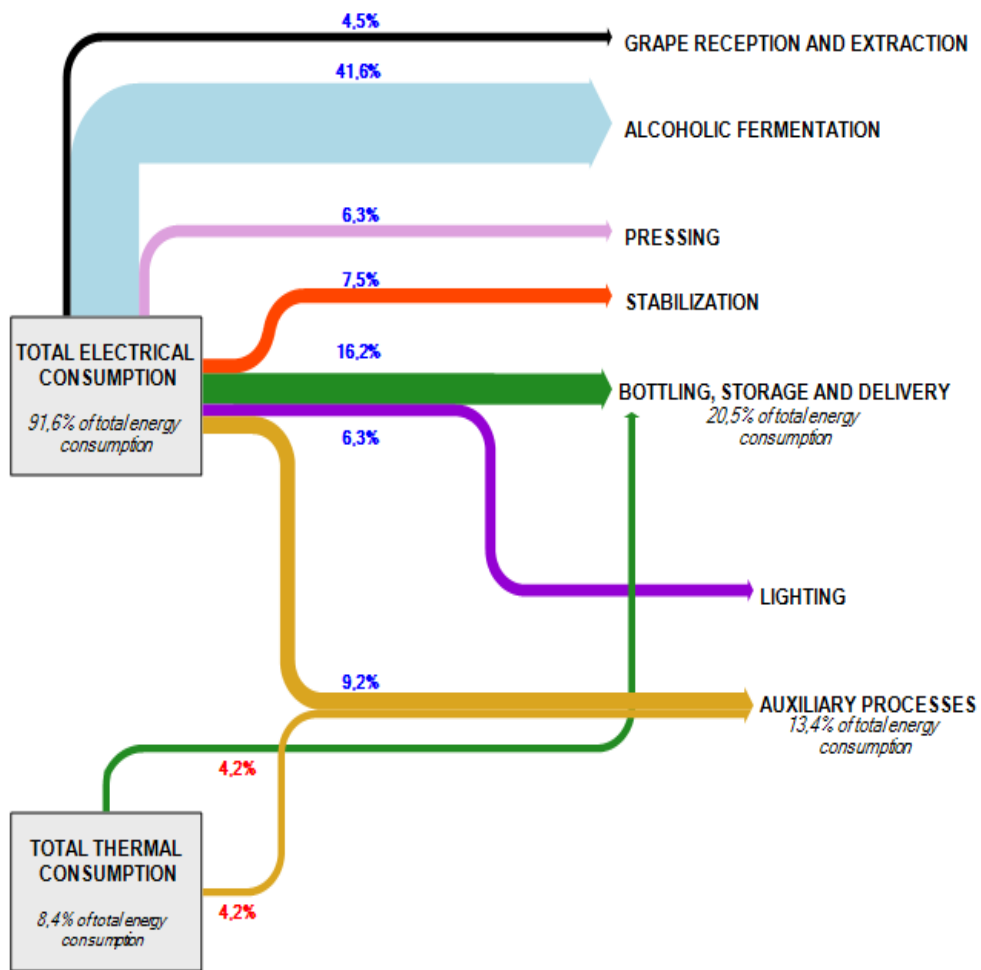 4,5%
GRAPE RECEPTION AND EXTRACTION
41,6%
ALCOHOLIC FERMENTATION
6,3%
PRESSING
7,5%
STABILIZATION
TOTAL ELECTRICAL
CONSUMPTION
91,6% of total energy
consumption
16,2%
BOTTLING, STORAGE AND DELIVERY
20,5% of total energy
consumption
6,3%
LIGHTING
9,2%
AUXILIARY PROCESSES
13,4% of total energy
consumption
4,2%
TOTAL THERMAL
CONSUMPTION
8,4% of total energy
consumption
4,2%